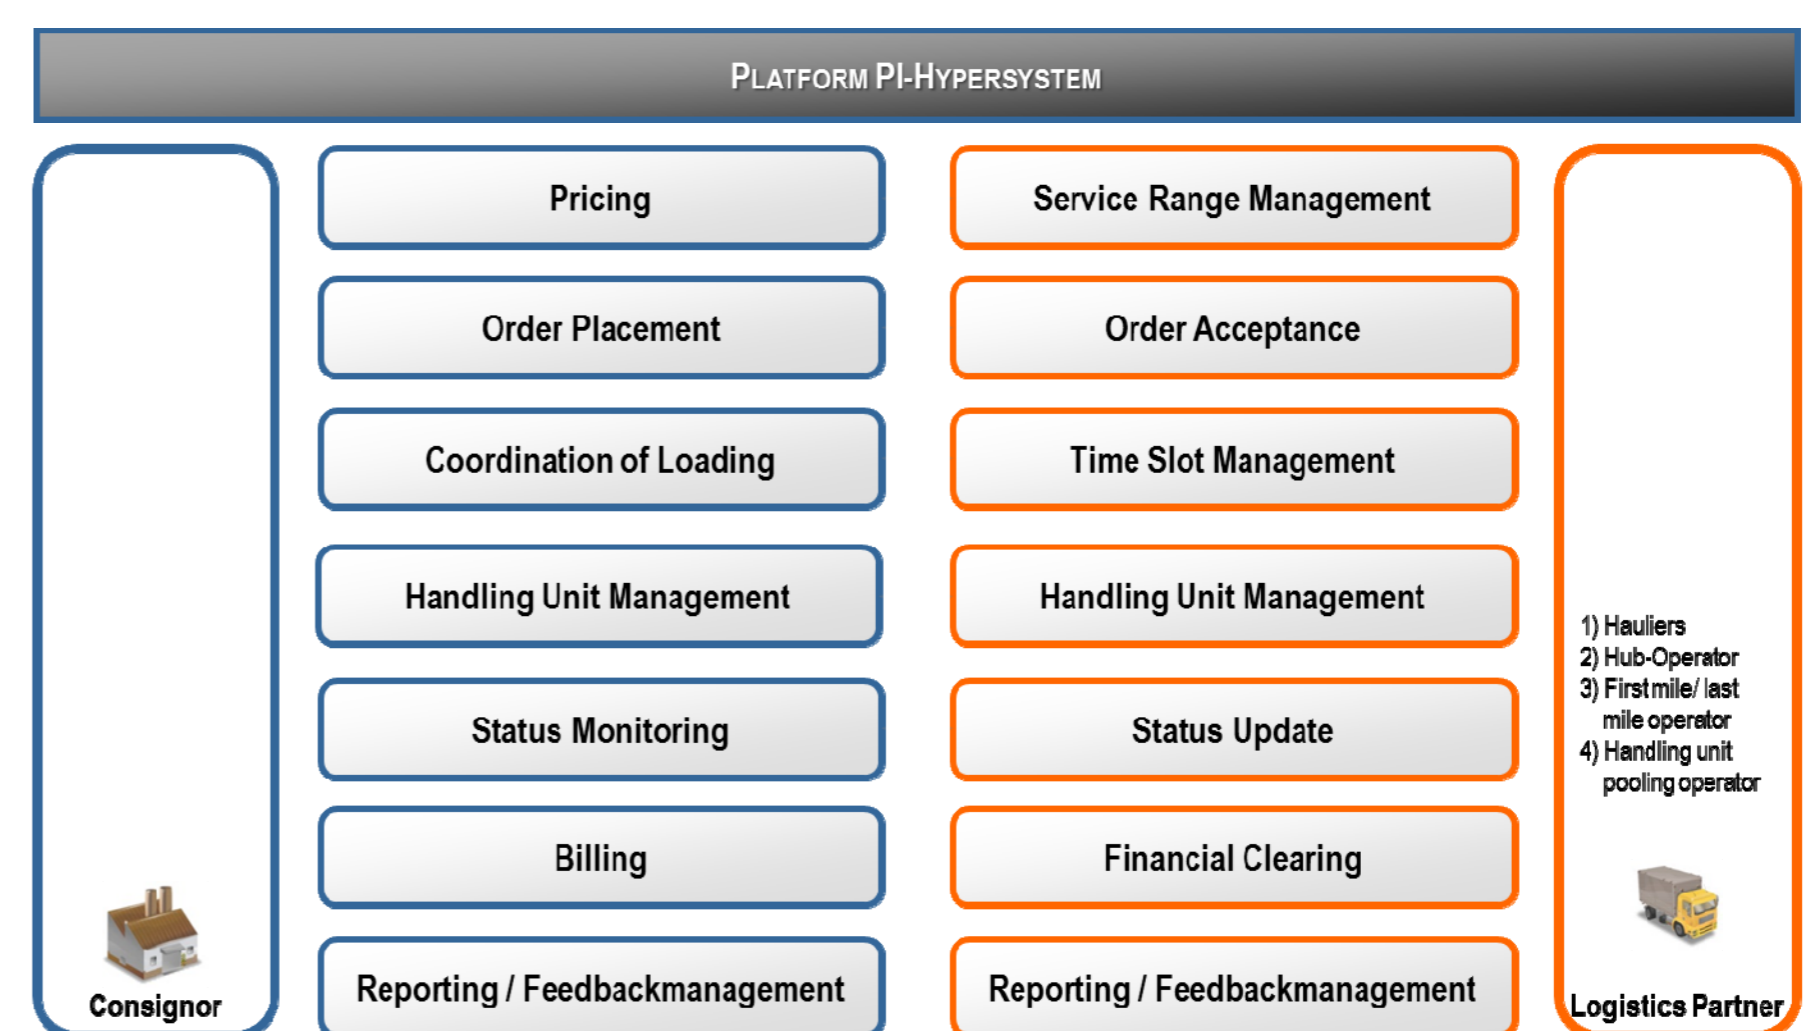 PLATFORM PI-HYPERSYSTEM
Pricing
Service Range Management
Order Placement
Order Acceptance
Coordination of Loading
Time Slot Management
Handling Unit Management
Handling Unit Management
1) Hauliers
2) Hub-Operator
3) First mile/ last
mile operator
4) Handling unit
pooling operator
Status Monitoring
Status Update
Billing
Financial Clearing
Reporting / Feedbackmanagement
Reporting / Feedbackmanagement
Consignor
Logistics Partner